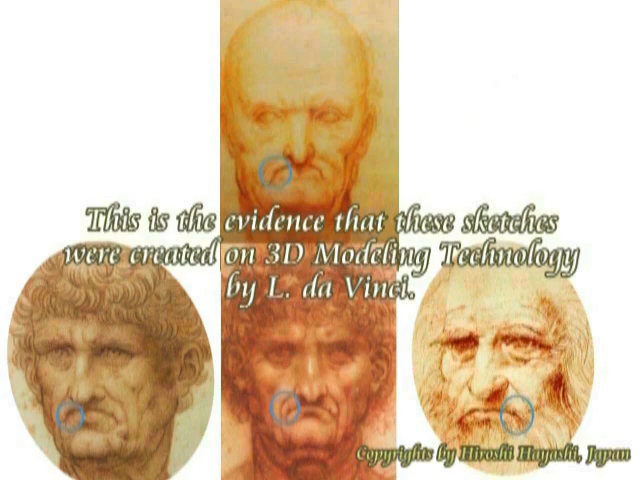 This is the evidence that these sketches
were created on 3D Modeling Technology
by L. da Vinci.
Copyrights by Hiroshi Hayashi, Japan